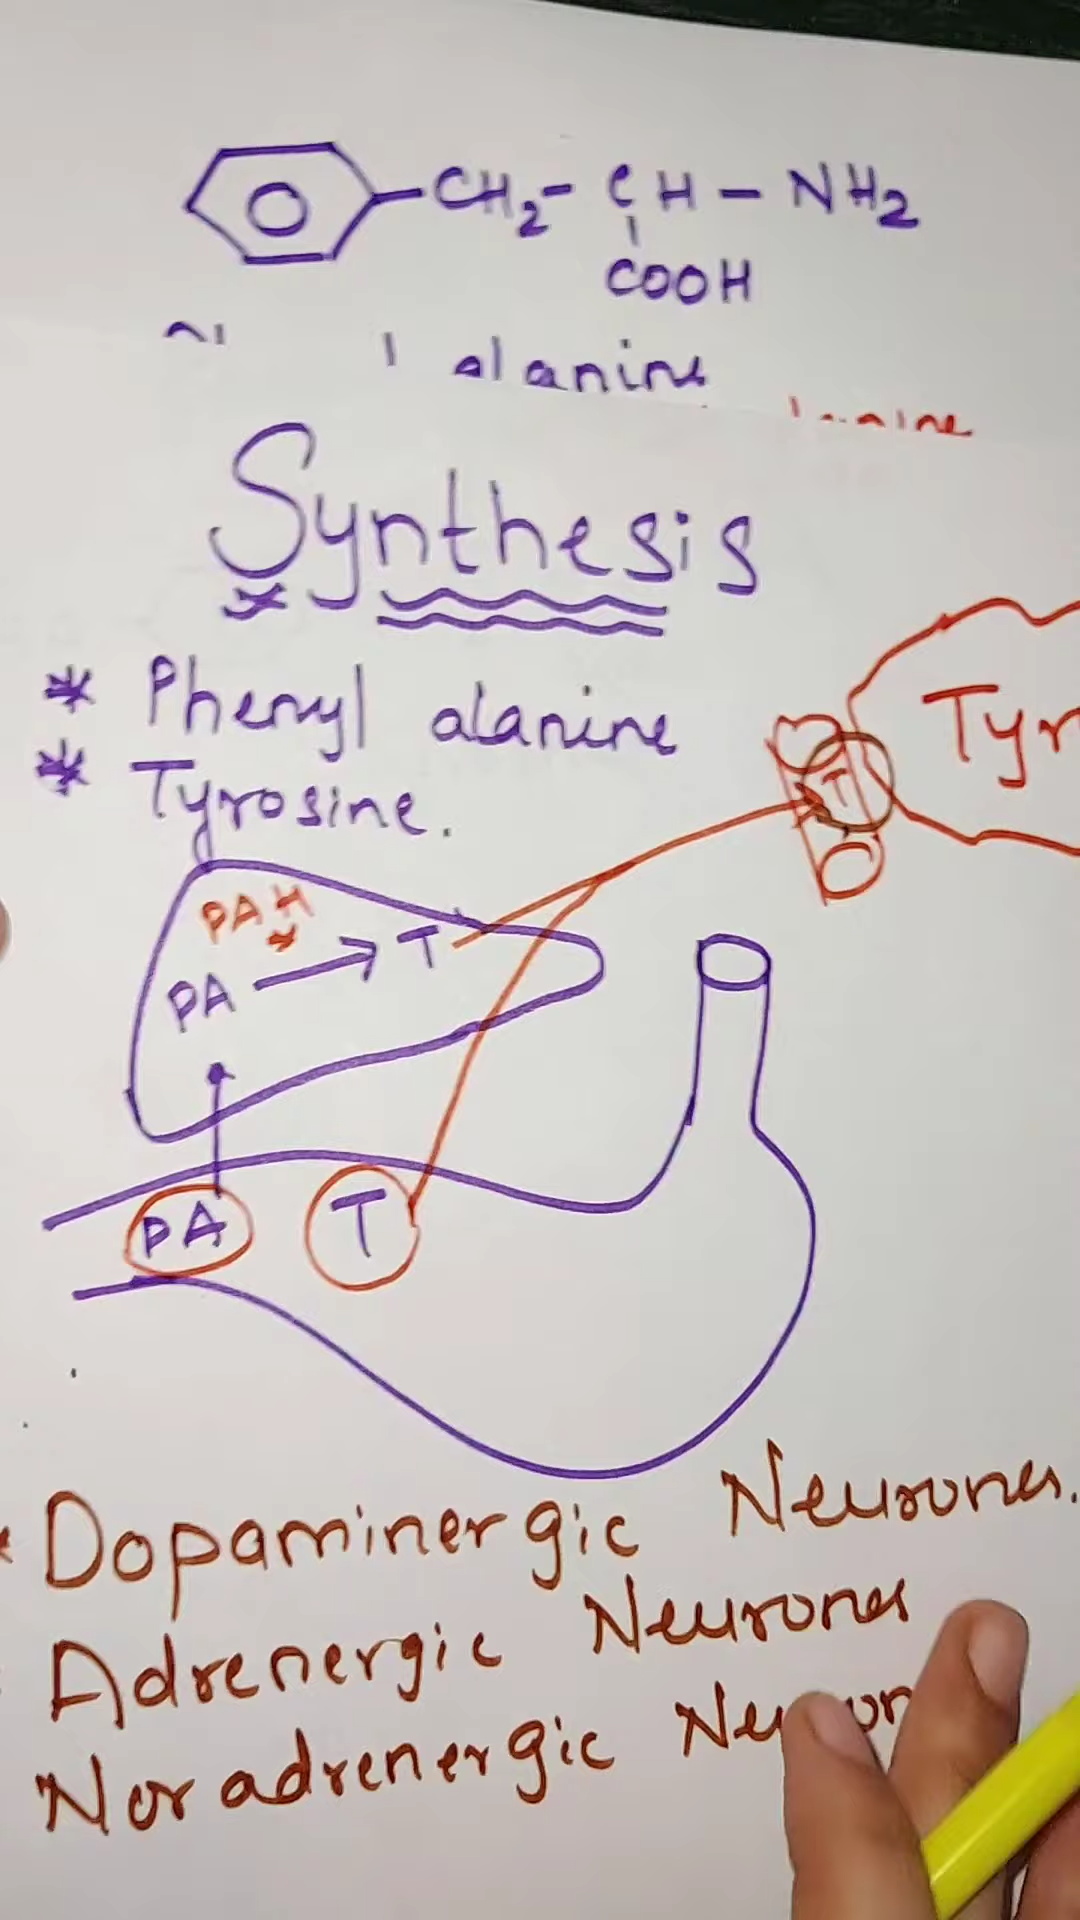 CH2 - CH - NH2
COOH
alanine
Synthesis
* Phenyl alanine
* Tyrosine.
Tyr
T
PAH
PA → T
PA T
Dopaminergic Neurones.
Adrenergic Neurones
Noradrenergic